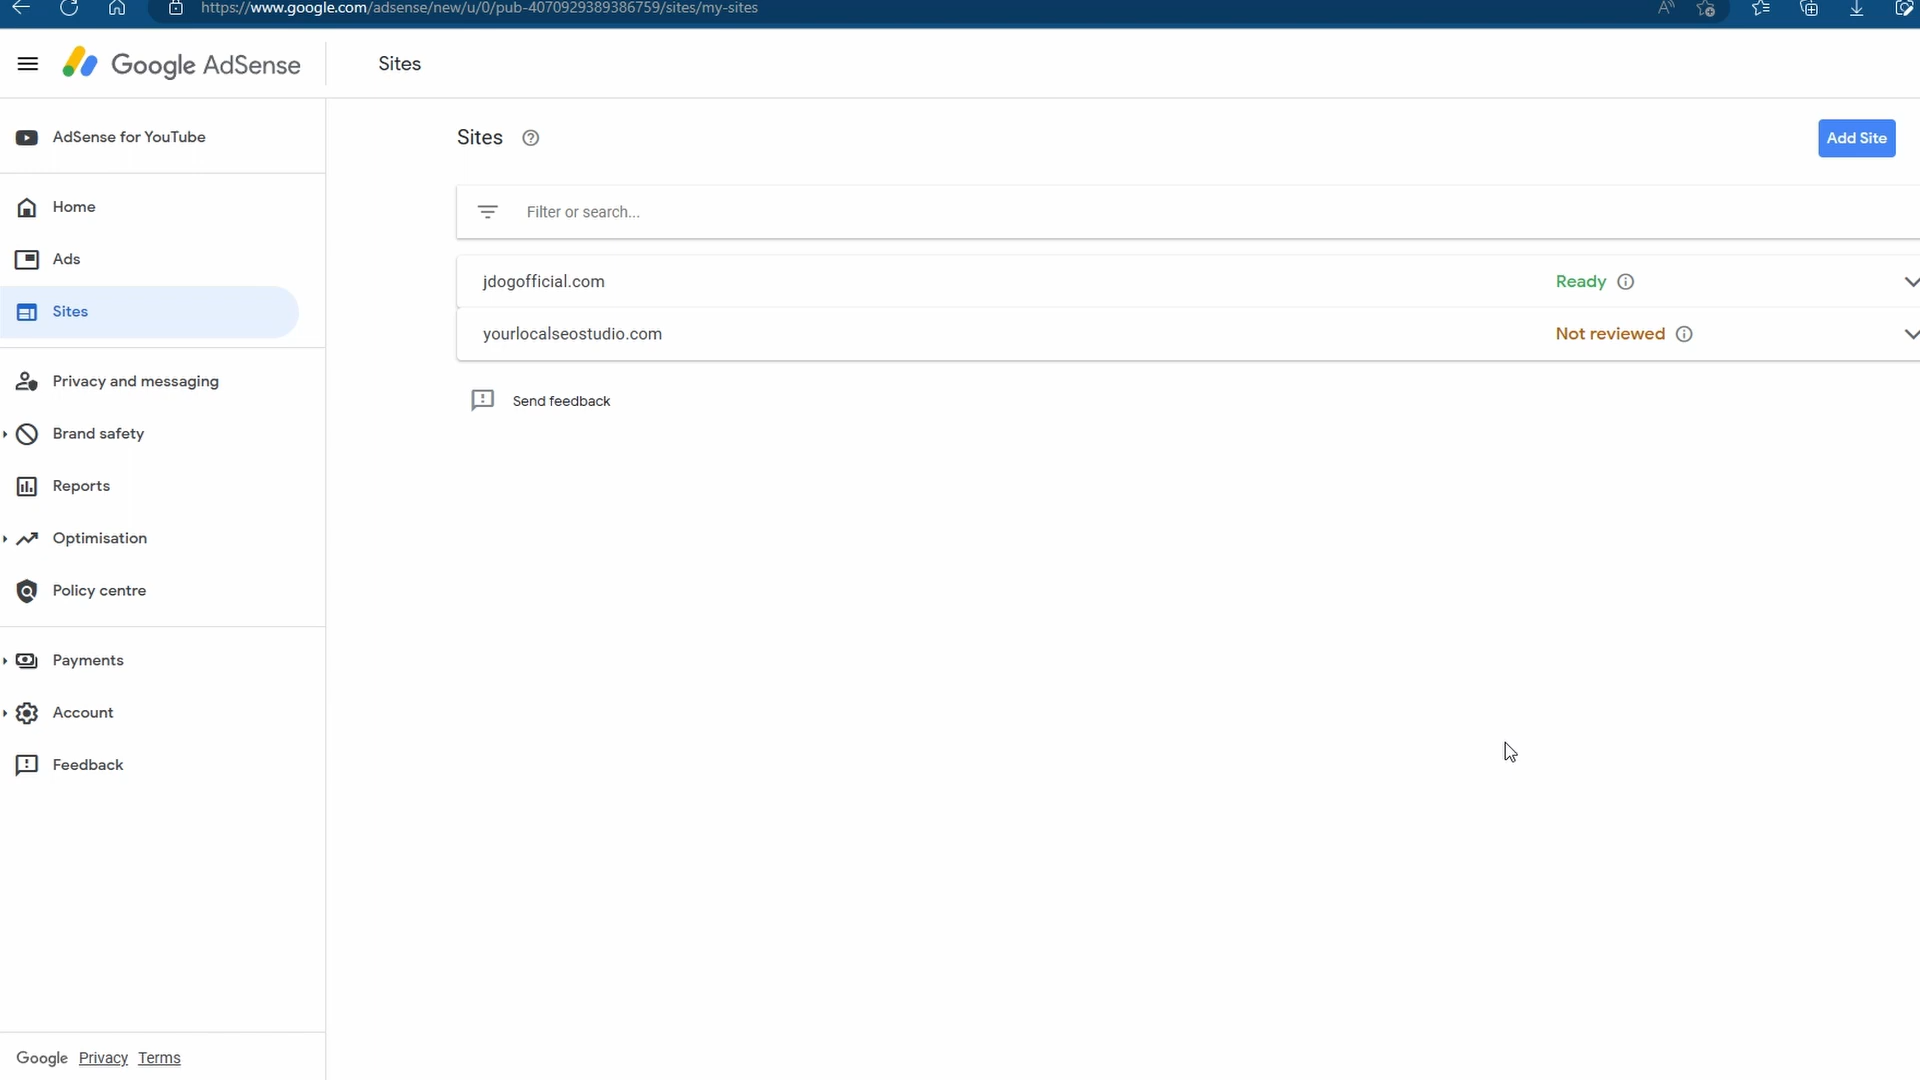 https://www.google.com/adsense/new/u/0/pub-4070929389386759/sites/my-sites
Google AdSense
Sites
AdSense for YouTube
Home
Ads
Sites
Privacy and messaging
Brand safety
Reports
Optimisation
Policy centre
Payments
Account
Feedback
Google Privacy Terms
Sites
Add Site
Filter or search...
jdogofficial.com Ready
yourlocalseostudio.com Not reviewed
Send feedback